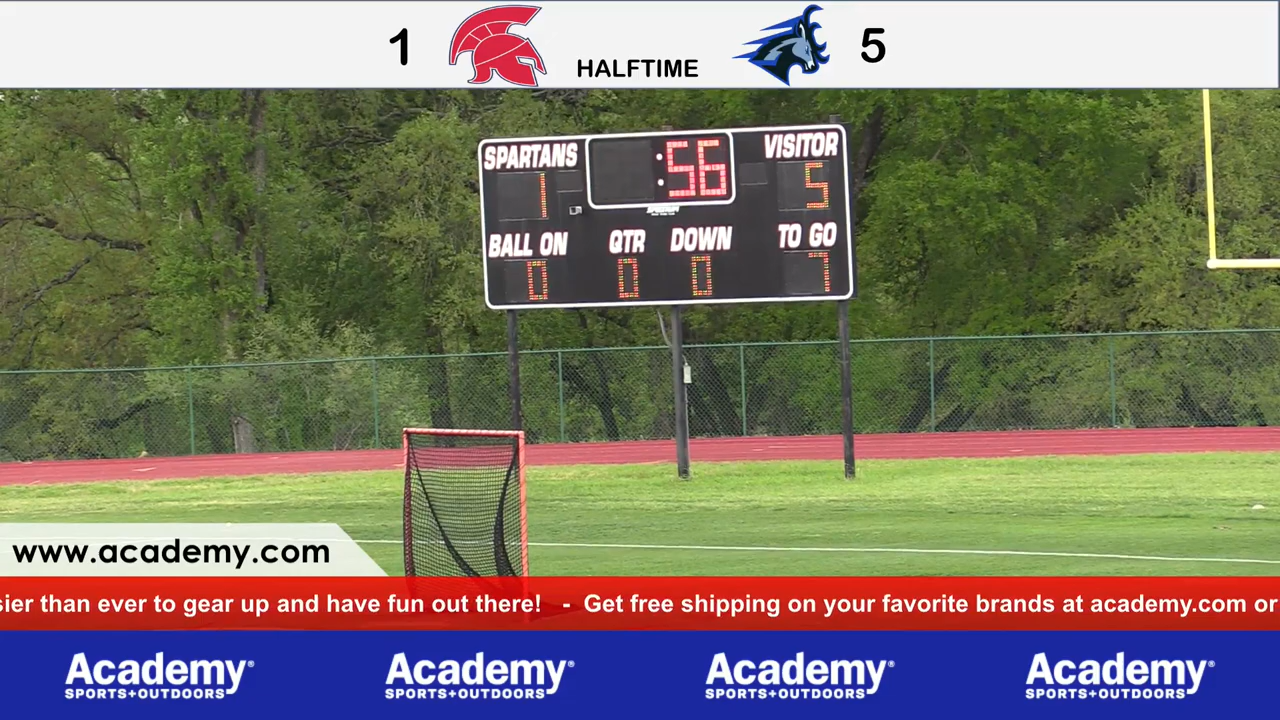 1 HALFTIME 5
SPARTANS :56 VISITOR
1 5
BALL ON QTR DOWN TO GO
0 0 0 7
www.academy.com
sier than ever to gear up and have fun out there! - Get free shipping on your favorite brands at academy.com or
Academy Academy Academy Academy
SPORTS+OUTDOORS SPORTS+OUTDOORS SPORTS+OUTDOORS SPORTS+OUTDOORS